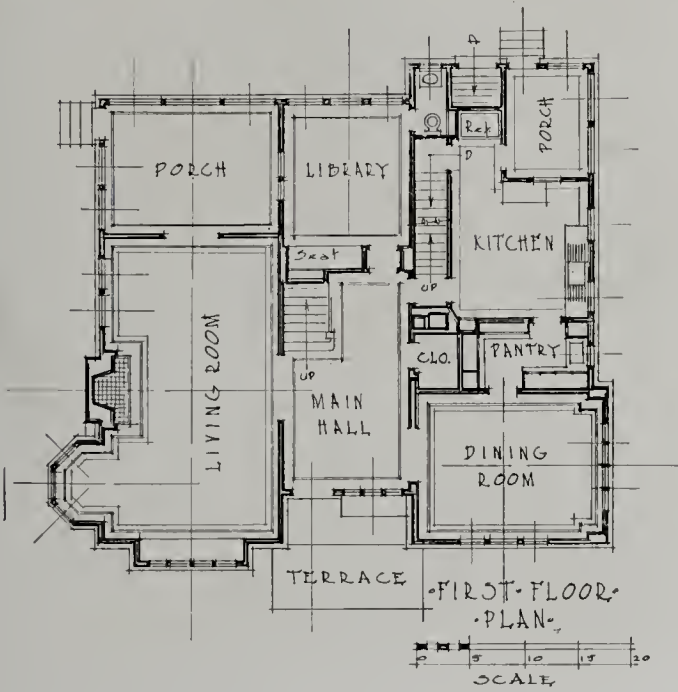 D
PORCH
LIBRARY
Ref
PORCH
D
Seat
KITCHEN
UP
LIVING ROOM
UP
CLO.
PANTRY
MAIN
HALL
DINING
ROOM
TERRACE
·FIRST·FLOOR·
·PLAN·
0 5 10 15 20
SCALE